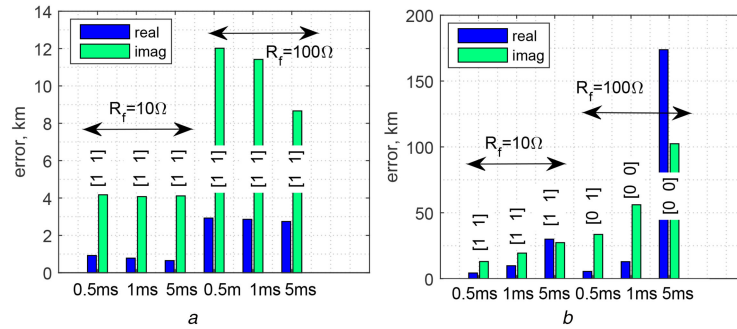 14
12
10
8
6
4
2
0
error, km
real
imag
R_f=10Ω
R_f=100Ω
[1 1]
[1 1]
[1 1]
[1 1]
[1 1]
[1 1]
0.5ms 1ms 5ms 0.5m 1ms 5ms
a
200
150
100
50
0
error, km
real
imag
R_f=10Ω
R_f=100Ω
[1 1]
[1 1]
[1 1]
[0 1]
[0 0]
[0 0]
0.5ms 1ms 5ms 0.5ms 1ms 5ms
b